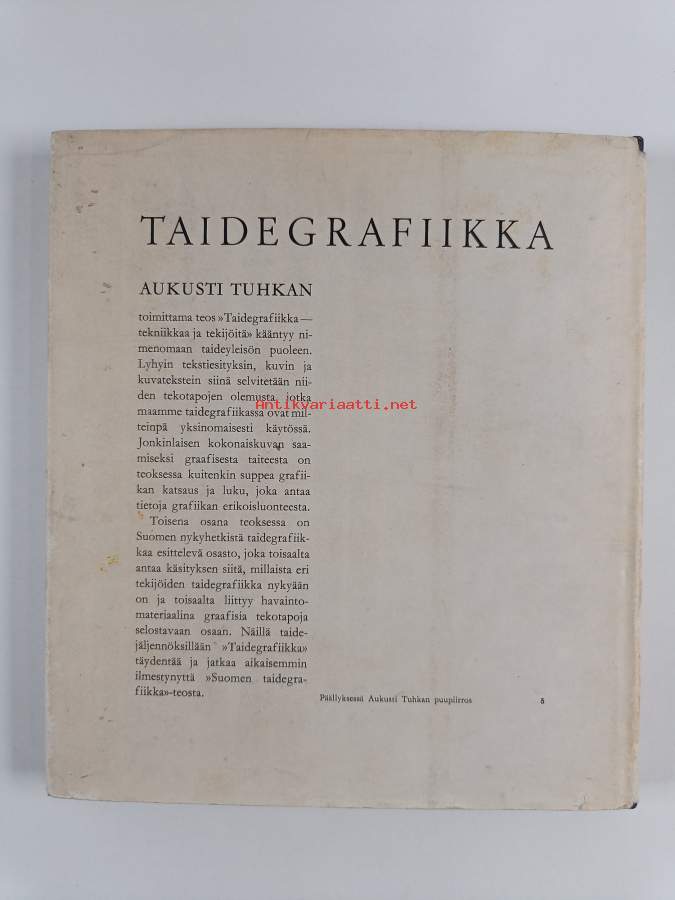 TAIDEGRAFIIKKA
AUKUSTI TUHKAN
toimittama teos »Taidegrafiikka —
tekniikkaa ja tekijöitä» kääntyy ni-
menomaan taideyleisön puoleen.
Lyhyin tekstiesityksin, kuvin ja
kuvatekstein siinä selvitetään nii-
den tekotapojen olemusta, jotka
maamme taidegrafiikassa ovat mil-
teinpä yksinomaisesti käytössä.
Jonkinlaisen kokonaiskuvan saa-
miseksi graafisesta taiteesta on
teoksessa kuitenkin suppea grafii-
kan katsaus ja luku, joka antaa
tietoja grafiikan erikoisluonteesta.
Toisena osana teoksessa on
Suomen nykyhetkistä taidegrafiik-
kaa esittelevä osasto, joka toisaalta
antaa käsityksen siitä, millaista eri
tekijöiden taidegrafiikka nykyään
on ja toisaalta liittyy havainto-
materiaalina graafisia tekotapoja
selostavaan osaan. Näillä taide-
jäljennöksillään »Taidegrafiikka»
täydentää ja jatkaa aikaisemmin
ilmestynyttä »Suomen taidegra-
fiikka»-teosta.
Päällyksessä Aukusti Tuhkan puupiirros 8
Antikvariaatti.net